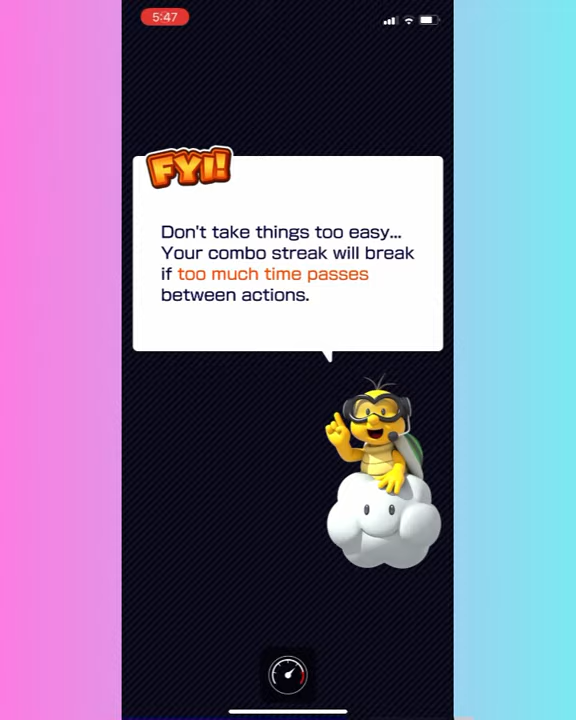 5:47
FYI!
Don't take things too easy...
Your combo streak will break
if too much time passes
between actions.